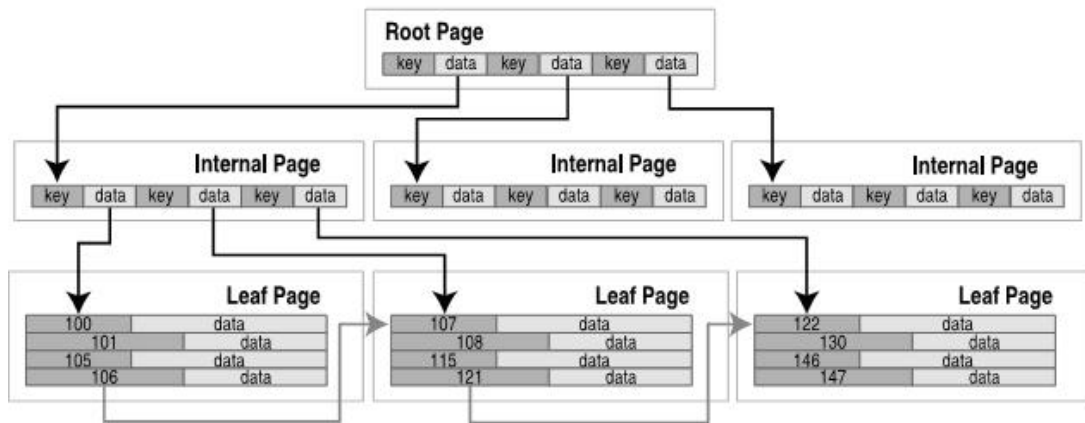 Root Page
key data key data key data
Internal Page
key data key data key data
Internal Page
key data key data key data
Internal Page
key data key data key data
Leaf Page
100 data
101 data
105 data
106 data
Leaf Page
107 data
108 data
115 data
121 data
Leaf Page
122 data
130 data
146 data
147 data